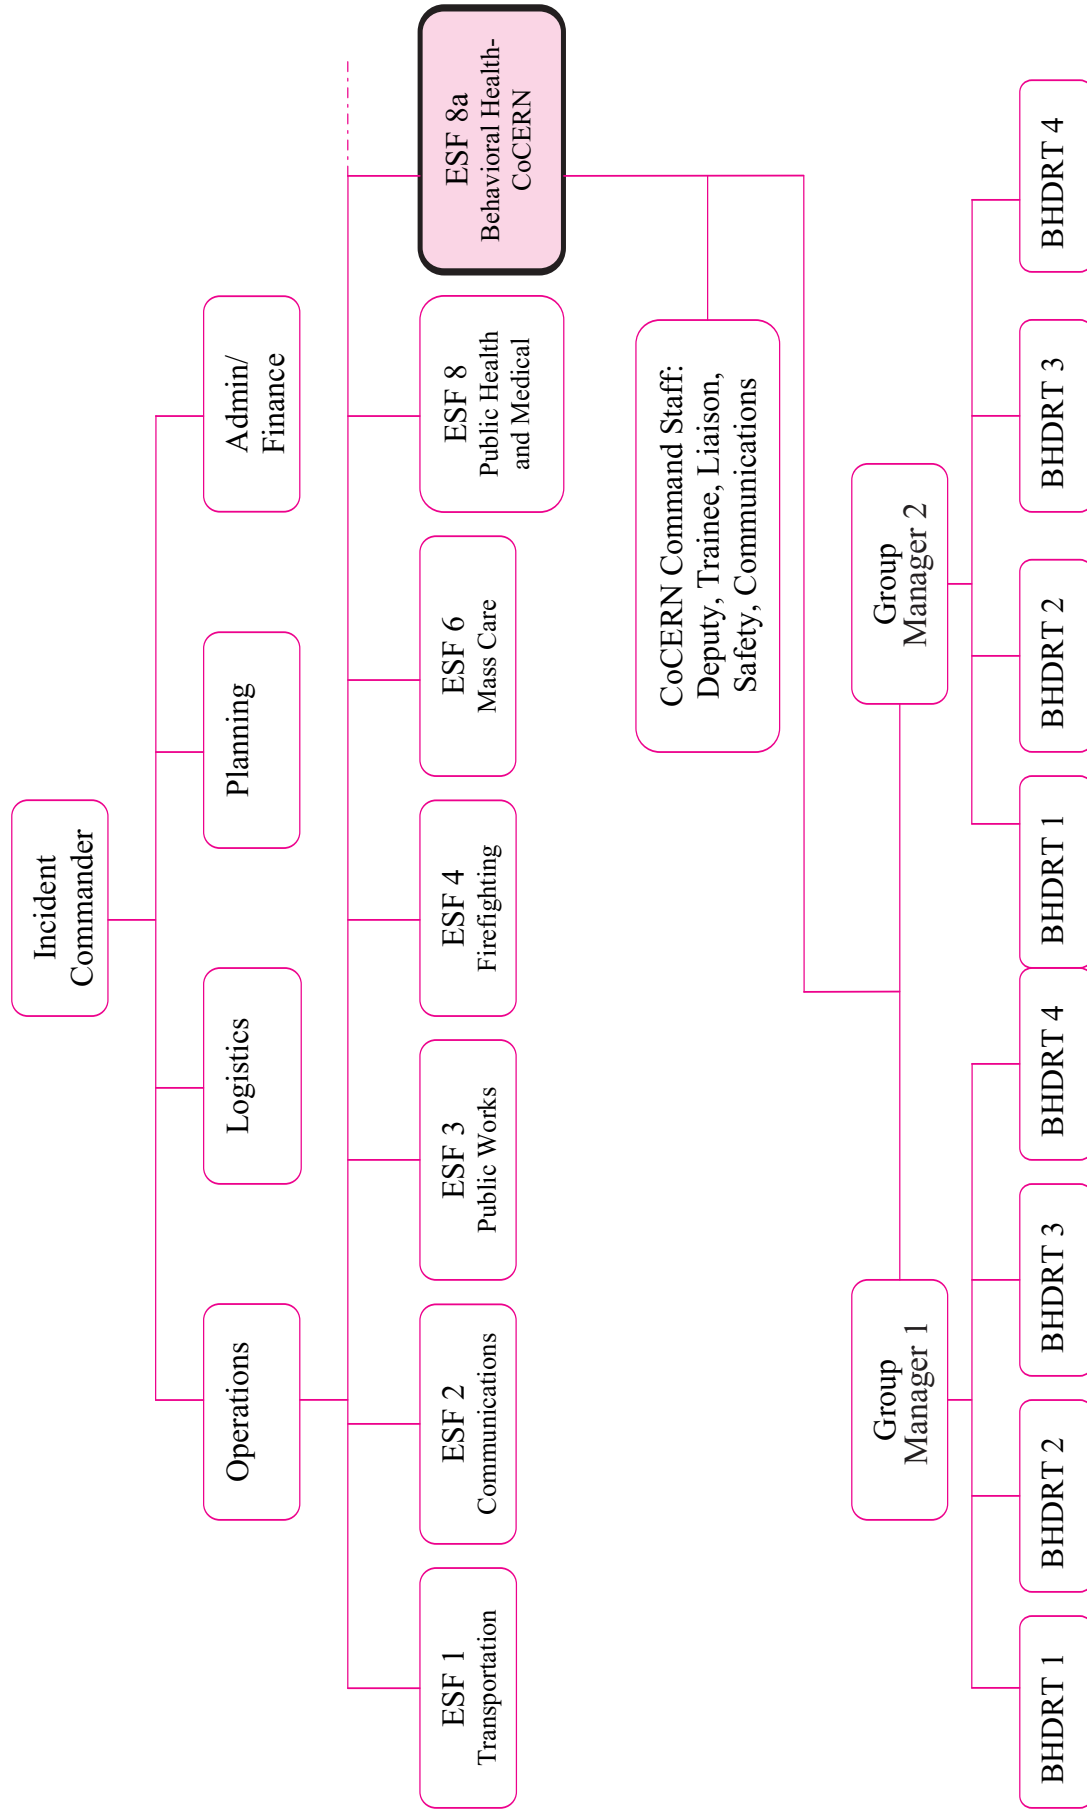 Incident
Commander
Operations
Logistics
Planning
Admin/
Finance
ESF 1
Transportation
ESF 2
Communications
ESF 3
Public Works
ESF 4
Firefighting
ESF 6
Mass Care
ESF 8
Public Health
and Medical
ESF 8a
Behavioral Health-
CoCERN
CoCERN Command Staff:
Deputy, Trainee, Liaison,
Safety, Communications
Group
Manager 1
Group
Manager 2
BHDRT 1
BHDRT 2
BHDRT 3
BHDRT 4
BHDRT 1
BHDRT 2
BHDRT 3
BHDRT 4